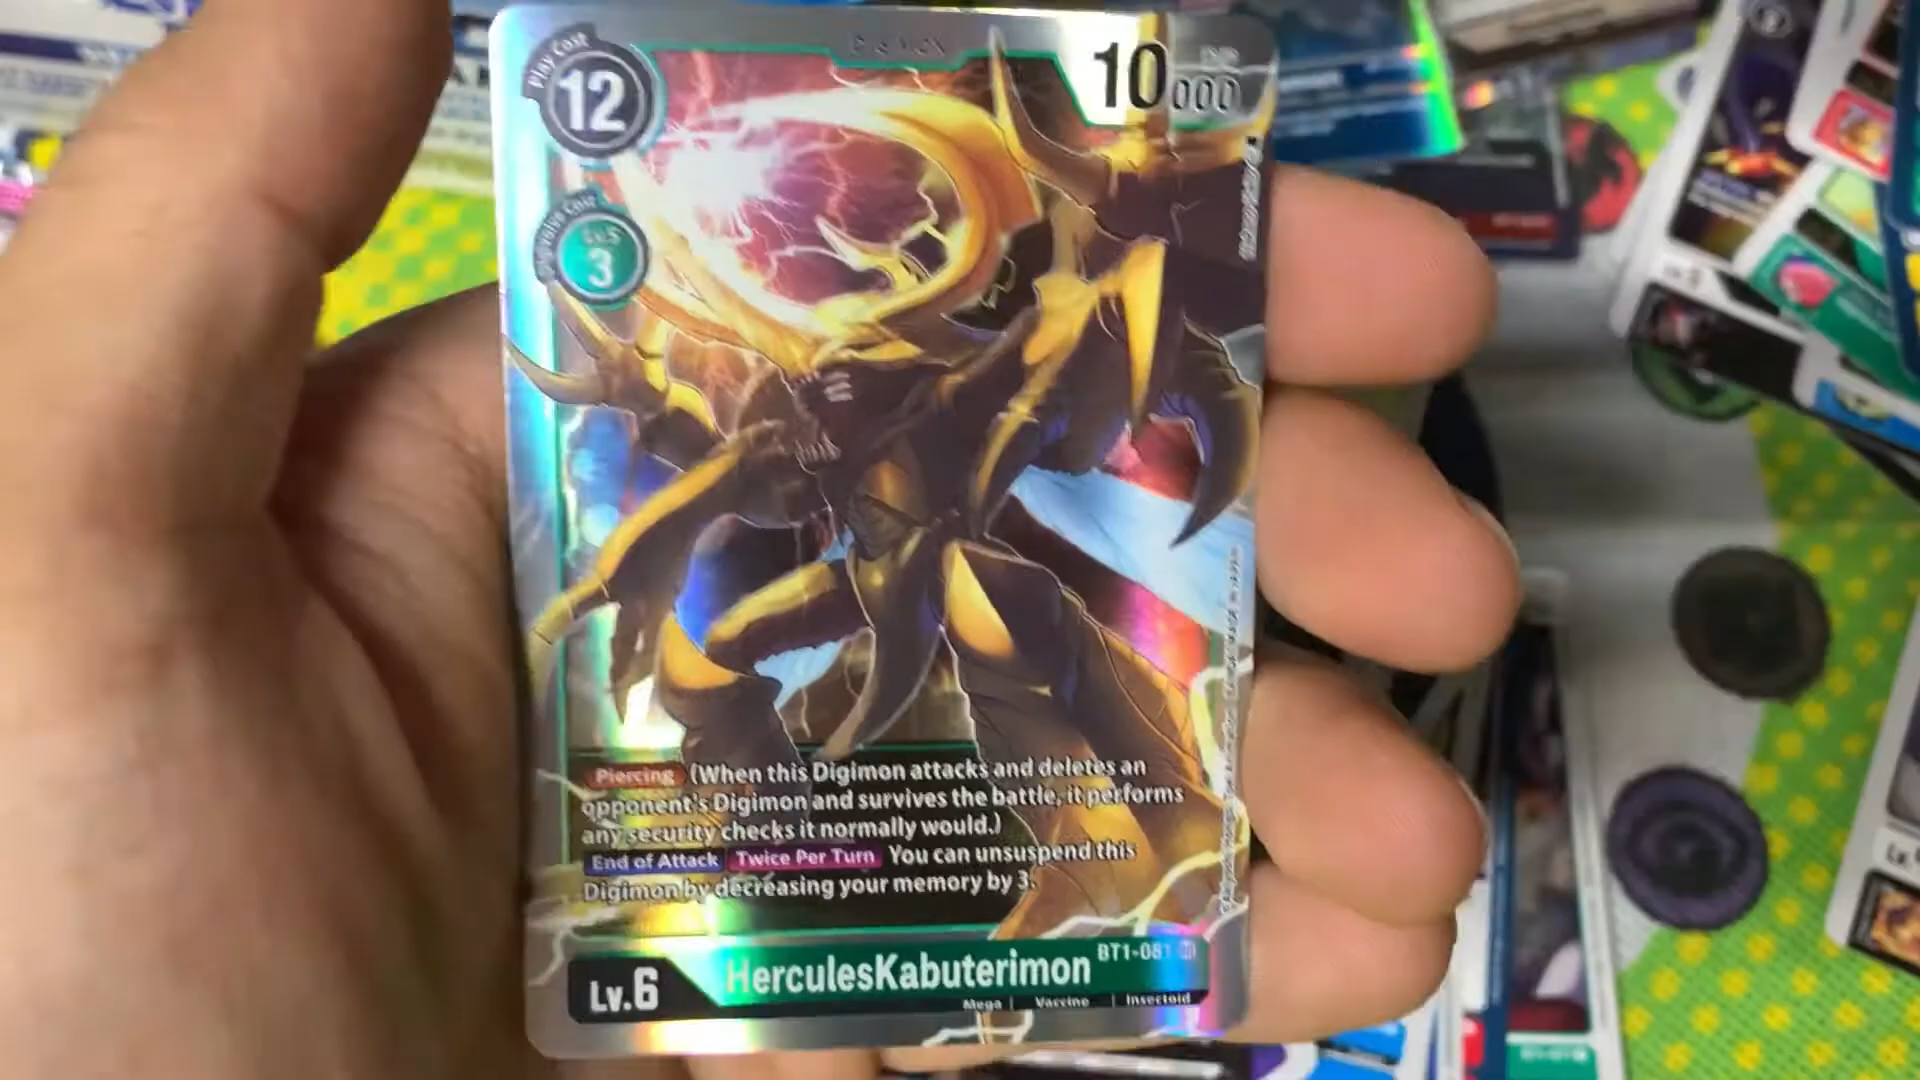 Play Cost
12
DIGIMON
10000
DP
Digivolve Cost
Lv.5
3
Piercing (When this Digimon attacks and deletes an
opponent's Digimon and survives the battle, it performs
any security checks it normally would.)
End of Attack Twice Per Turn You can unsuspend this
Digimon by decreasing your memory by 3.
BT1-081
Lv.6 HerculesKabuterimon
Mega | Vaccine | Insectoid